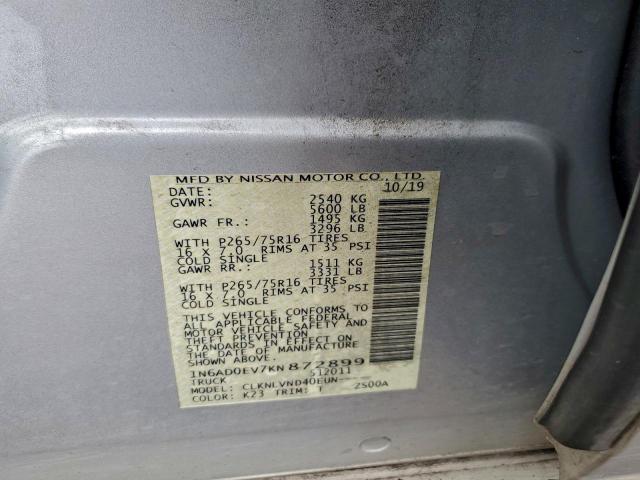 MFD BY NISSAN MOTOR CO., LTD.
DATE: 10/19
GVWR: 2540 KG
5600 LB
GAWR FR.: 1495 KG
3296 LB
WITH P265/75R16 TIRES
16 X 7.0 RIMS AT 35 PSI
COLD SINGLE
GAWR RR.: 1511 KG
3331 LB
WITH P265/75R16 TIRES
16 X 7.0 RIMS AT 35 PSI
COLD SINGLE
THIS VEHICLE CONFORMS TO
ALL APPLICABLE FEDERAL
MOTOR VEHICLE SAFETY AND
THEFT PREVENTION
STANDARDS IN EFFECT ON
THE DATE OF MANUFACTURE
SHOWN ABOVE.
1N6AD0EV7KN872899
TRUCK 512011
MODEL: CLKNLVND40EUN-----
COLOR: K23 TRIM: T 2S00A